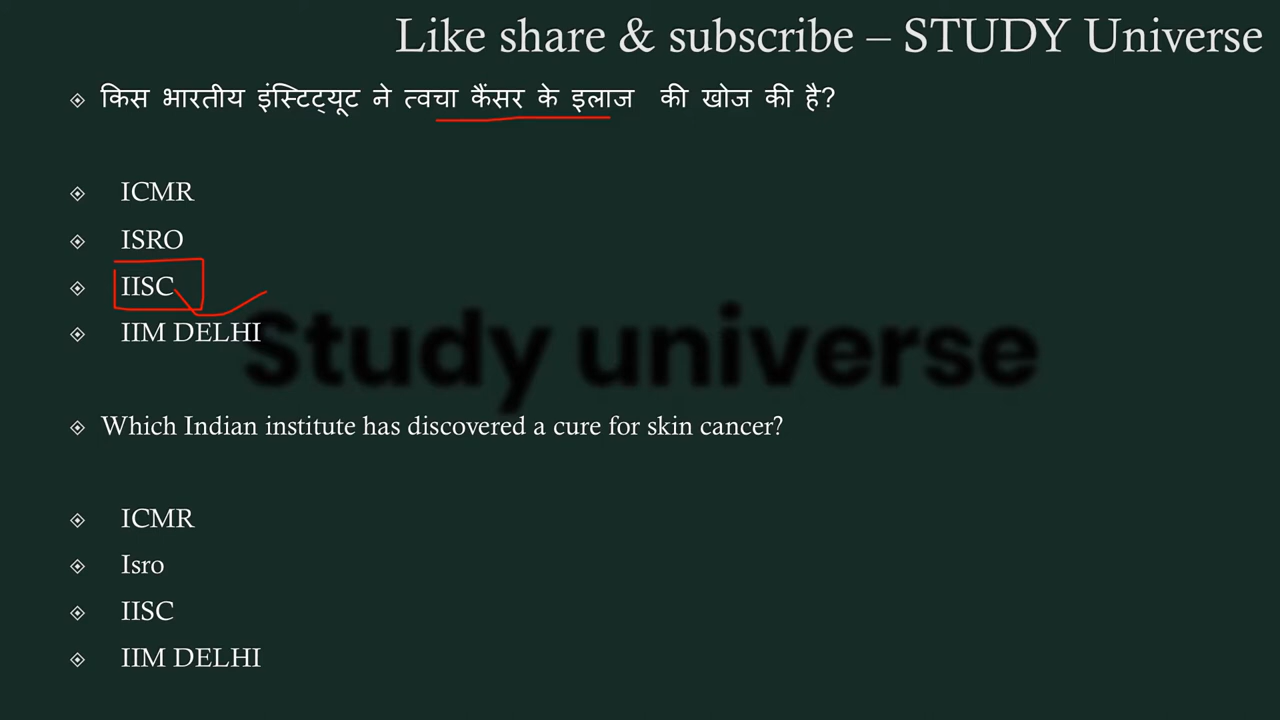 Like share & subscribe – STUDY Universe
किस भारतीय इंस्टिट्यूट ने त्वचा कैंसर के इलाज की खोज की है?
ICMR
ISRO
IISC
IIM DELHI
Study universe
Which Indian institute has discovered a cure for skin cancer?
ICMR
Isro
IISC
IIM DELHI